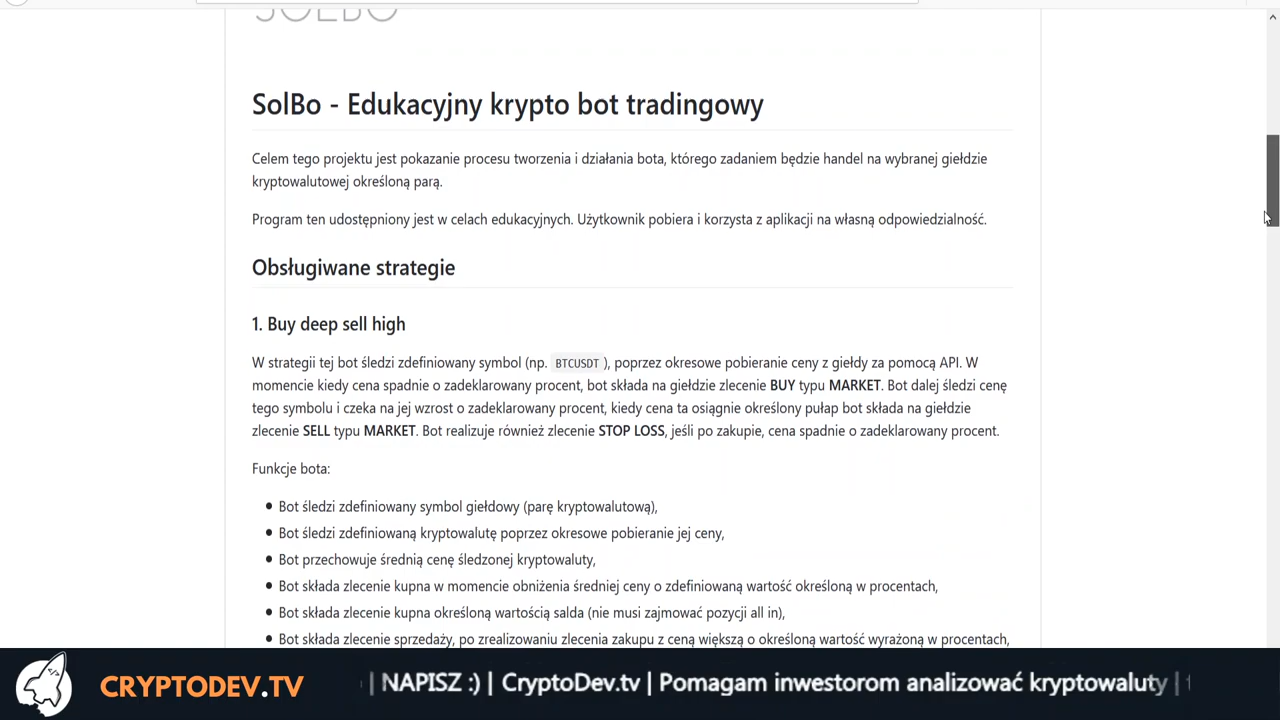 SOLBO
SolBo - Edukacyjny krypto bot tradingowy
Celem tego projektu jest pokazanie procesu tworzenia i działania bota, którego zadaniem będzie handel na wybranej giełdzie
kryptowalutowej określoną parą.
Program ten udostępniony jest w celach edukacyjnych. Użytkownik pobiera i korzysta z aplikacji na własną odpowiedzialność.
Obsługiwane strategie
1. Buy deep sell high
W strategii tej bot śledzi zdefiniowany symbol (np. BTCUSDT ), poprzez okresowe pobieranie ceny z giełdy za pomocą API. W
momencie kiedy cena spadnie o zadeklarowany procent, bot składa na giełdzie zlecenie BUY typu MARKET. Bot dalej śledzi cenę
tego symbolu i czeka na jej wzrost o zadeklarowany procent, kiedy cena ta osiągnie określony pułap bot składa na giełdzie
zlecenie SELL typu MARKET. Bot realizuje również zlecenie STOP LOSS, jeśli po zakupie, cena spadnie o zadeklarowany procent.
Funkcje bota:
• Bot śledzi zdefiniowany symbol giełdowy (parę kryptowalutową),
• Bot śledzi zdefiniowaną kryptowalutę poprzez okresowe pobieranie jej ceny,
• Bot przechowuje średnią cenę śledzonej kryptowaluty,
• Bot składa zlecenie kupna w momencie obniżenia średniej ceny o zdefiniowaną wartość określoną w procentach,
• Bot składa zlecenie kupna określoną wartością salda (nie musi zajmować pozycji all in),
• Bot składa zlecenie sprzedaży, po zrealizowaniu zlecenia zakupu z ceną większą o określoną wartość wyrażoną w procentach,
CRYPTODEV.TV | NAPISZ :) | CryptoDev.tv | Pomagam inwestorom analizować kryptowaluty |